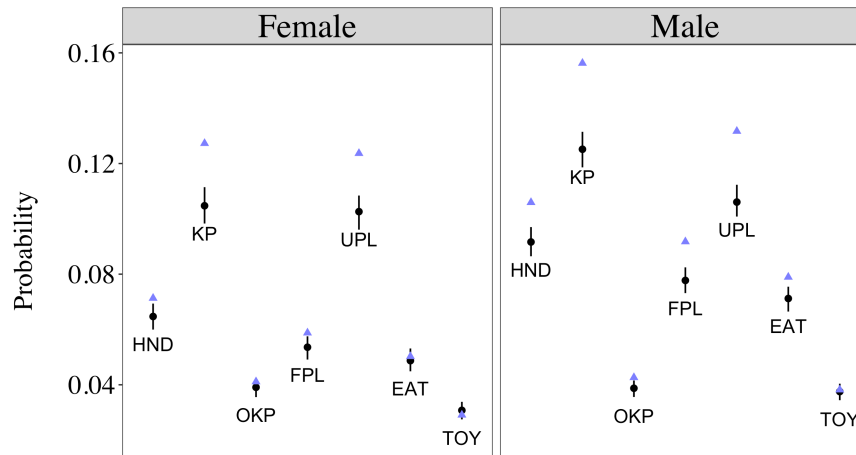 Female
Male
Probability
0.16
0.12
0.08
0.04
HND
KP
OKP
FPL
UPL
EAT
TOY
HND
KP
OKP
FPL
UPL
EAT
TOY